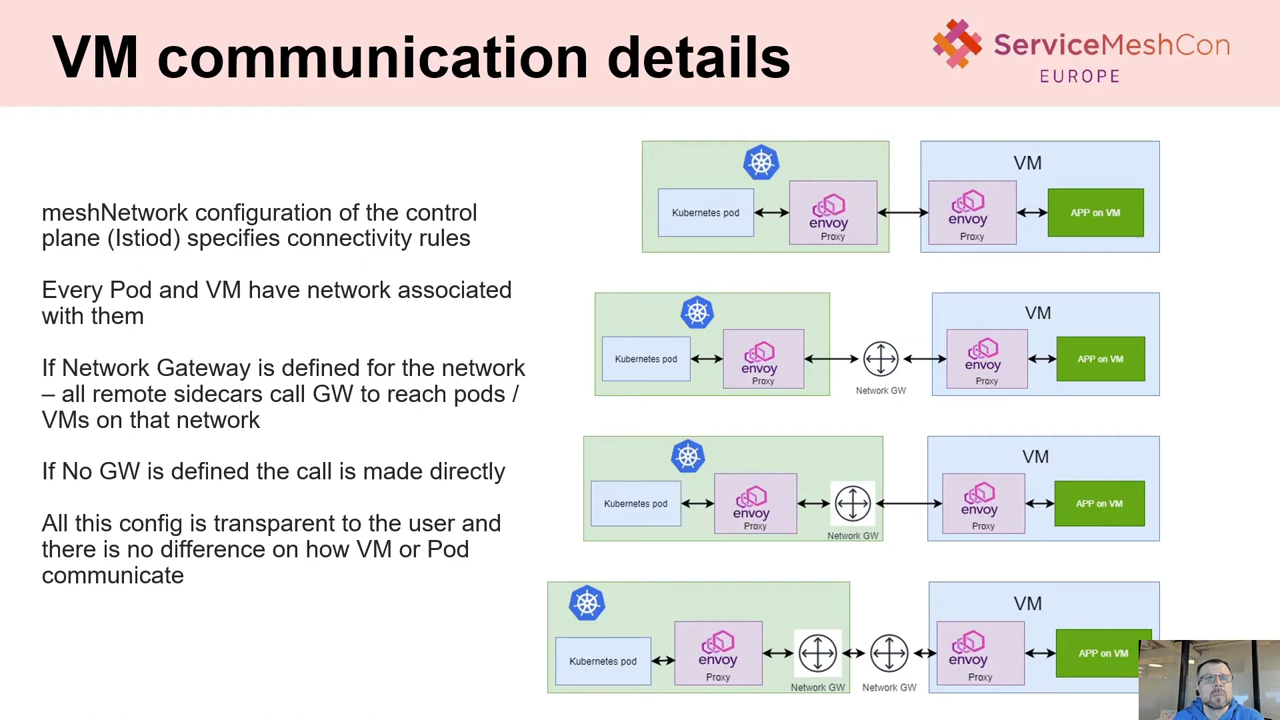 VM communication details
ServiceMeshCon
EUROPE
meshNetwork configuration of the control
plane (Istiod) specifies connectivity rules
Every Pod and VM have network associated
with them
If Network Gateway is defined for the network
– all remote sidecars call GW to reach pods /
VMs on that network
If No GW is defined the call is made directly
All this config is transparent to the user and
there is no difference on how VM or Pod
communicate
VM
Kubernetes pod
envoy
Proxy
envoy
Proxy
APP on VM
VM
Kubernetes pod
envoy
Proxy
Network GW
envoy
Proxy
APP on VM
VM
Kubernetes pod
envoy
Proxy
Network GW
envoy
Proxy
APP on VM
VM
Kubernetes pod
envoy
Proxy
Network GW
Network GW
envoy
Proxy
APP on VM